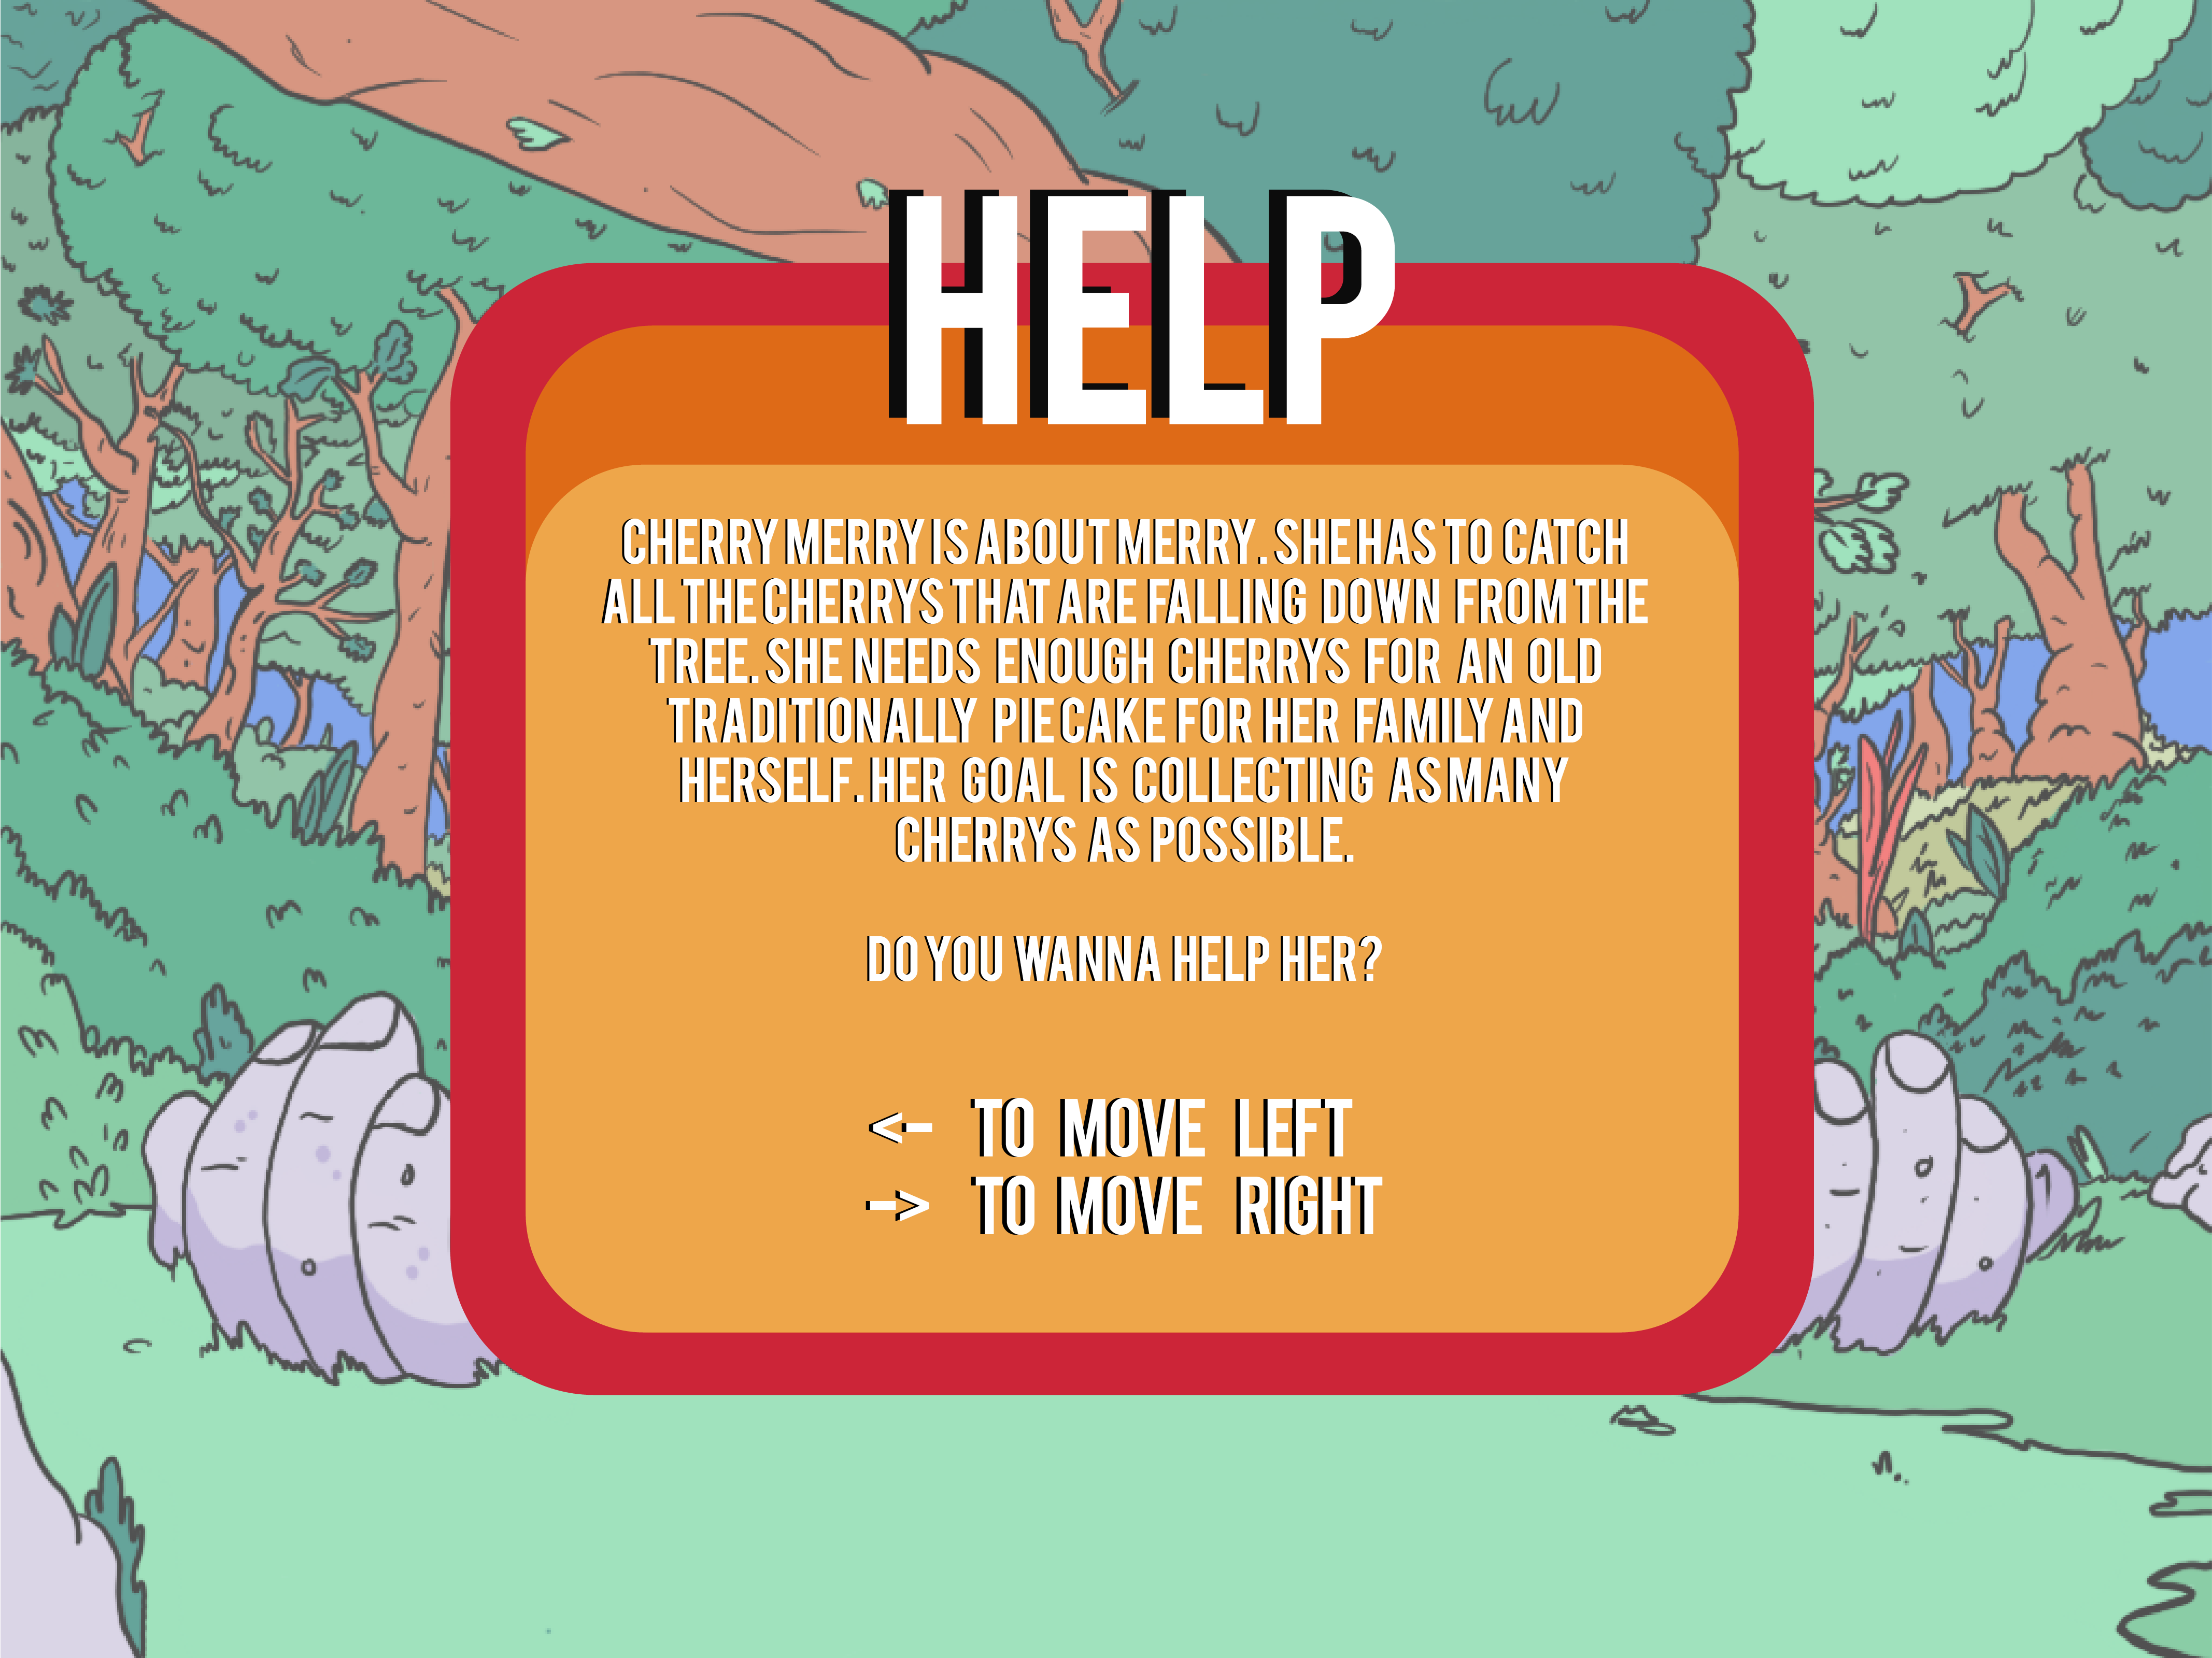 HELP
CHERRY MERRY IS ABOUT MERRY. SHE HAS TO CATCH
ALL THE CHERRYS THAT ARE FALLING DOWN FROM THE
TREE. SHE NEEDS ENOUGH CHERRYS FOR AN OLD
TRADITIONALLY PIE CAKE FOR HER FAMILY AND
HERSELF. HER GOAL IS COLLECTING AS MANY
CHERRYS AS POSSIBLE.
DO YOU WANNA HELP HER?
<- TO MOVE LEFT
-> TO MOVE RIGHT